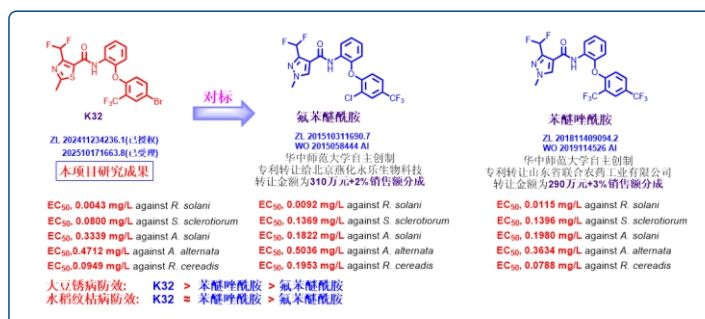 K32
对标
氟苯醚酰胺
苯醚唑酰胺
ZL 202411234236.1(已授权)
202510171663.8(已受理)
本项目研究成果
ZL 201510311690.7
WO 2015058444 AI
华中师范大学自主创制
专利转让给北京燕化永乐生物科技
转让金额为310万元+2%销售额分成
ZL 201811409094.2
WO 2019114526 AI
华中师范大学自主创制
专利转让山东省联合农药工业有限公司
转让金额为290万元+3%销售额分成
EC50, 0.0043 mg/L against R. solani
EC50, 0.0800 mg/L against S. sclerotiorum
EC50, 0.3339 mg/L against A. solani
EC50, 0.4712 mg/L against A. alternata
EC50, 0.0949 mg/L against R. cereadis
EC50, 0.0092 mg/L against R. solani
EC50, 0.1369 mg/L against S. sclerotiorum
EC50, 0.1822 mg/L against A. solani
EC50, 0.5036 mg/L against A. alternata
EC50, 0.1953 mg/L against R. cereadis
EC50, 0.0115 mg/L against R. solani
EC50, 0.1396 mg/L against S. sclerotiorum
EC50, 0.1980 mg/L against A. solani
EC50, 0.3634 mg/L against A. alternata
EC50, 0.0788 mg/L against R. cereadis
大豆锈病防效: K32 > 苯醚唑酰胺 > 氟苯醚酰胺
水稻纹枯病防效: K32 ≈ 苯醚唑酰胺 > 氟苯醚酰胺